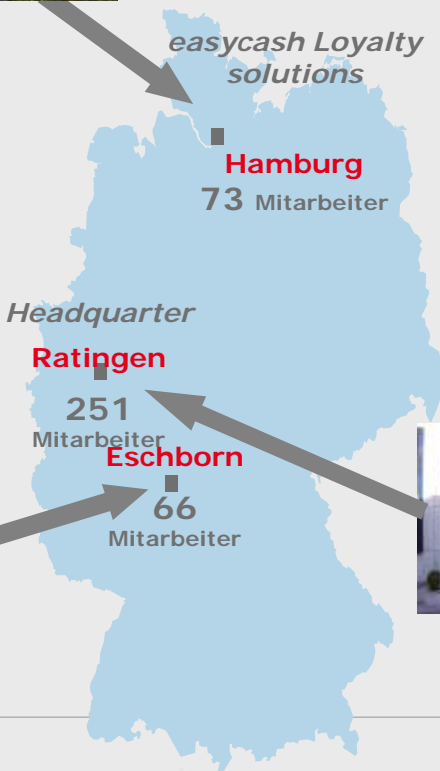 easycash Loyalty
solutions
Hamburg
73 Mitarbeiter
Headquarter
Ratingen
251
Mitarbeiter
Eschborn
66
Mitarbeiter